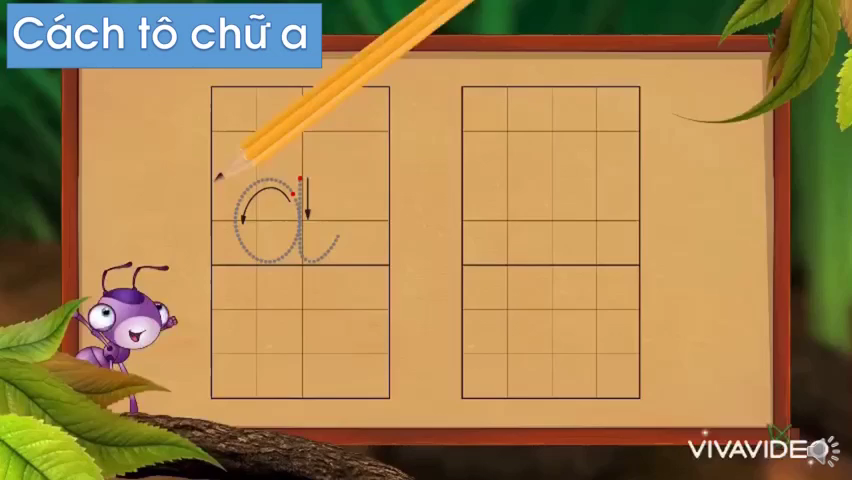 Cách tô chữ a
a
VIVAVIDEO